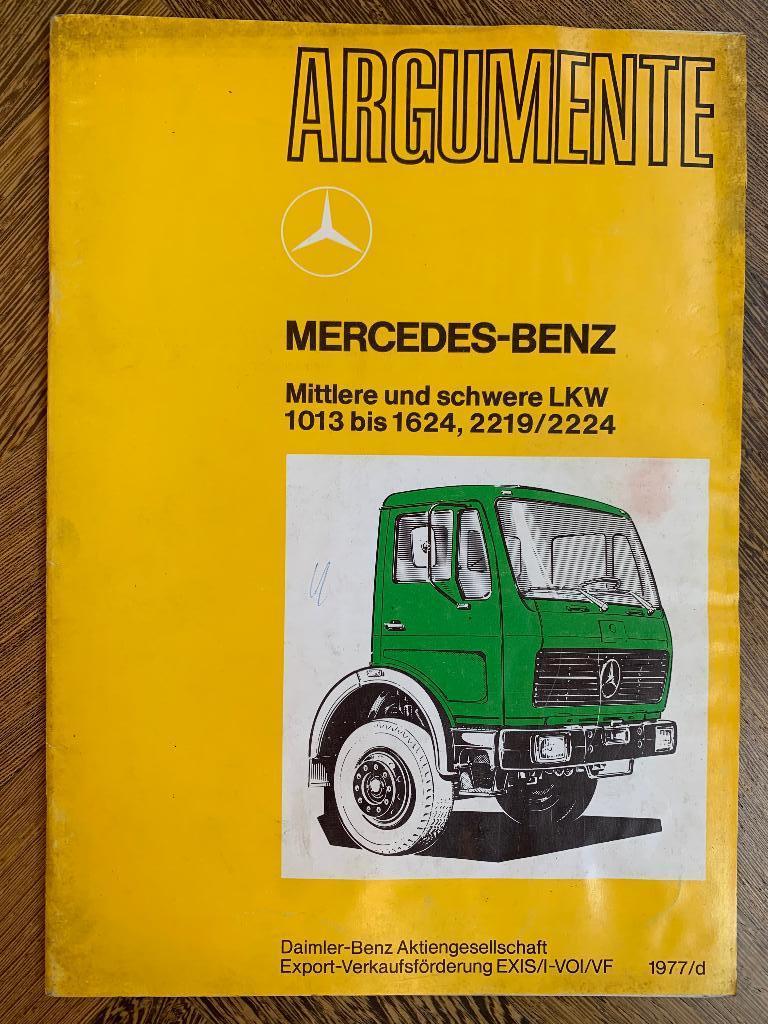 ARGUMENTE
MERCEDES-BENZ
Mittlere und schwere LKW
1013 bis 1624, 2219/2224
Daimler-Benz Aktiengesellschaft
Export-Verkaufsförderung EXIS/I-VOI/VF 1977/d